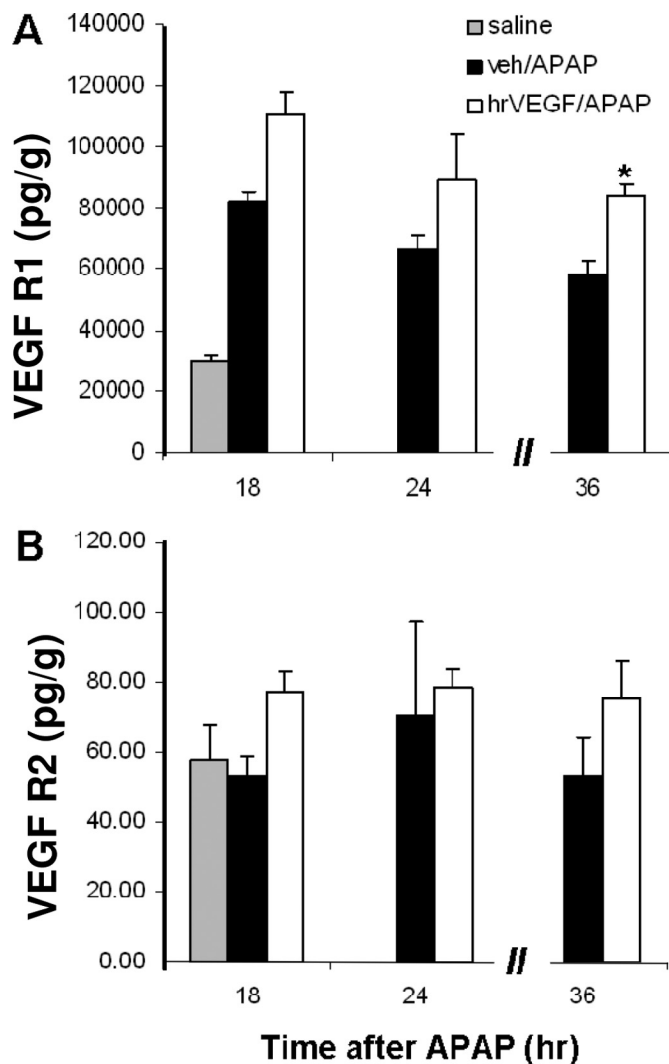 A
VEGF R1 (pg/g)
140000
120000
100000
80000
60000
40000
20000
0
saline
veh/APAP
hrVEGF/APAP
*
//
18 24 36
B
VEGF R2 (pg/g)
120.00
100.00
80.00
60.00
40.00
20.00
0.00
//
18 24 36
Time after APAP (hr)